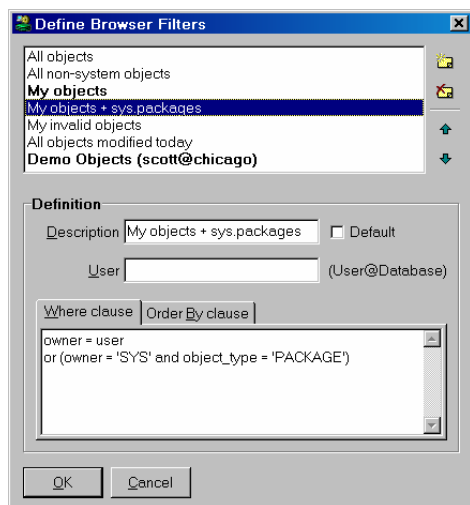 Define Browser Filters
All objects
All non-system objects
My objects
My objects + sys.packages
My invalid objects
All objects modified today
Demo Objects (scott@chicago)
Definition
Description My objects + sys.packages Default
User (User@Database)
Where clause Order By clause
owner = user
or (owner = 'SYS' and object_type = 'PACKAGE')
OK Cancel